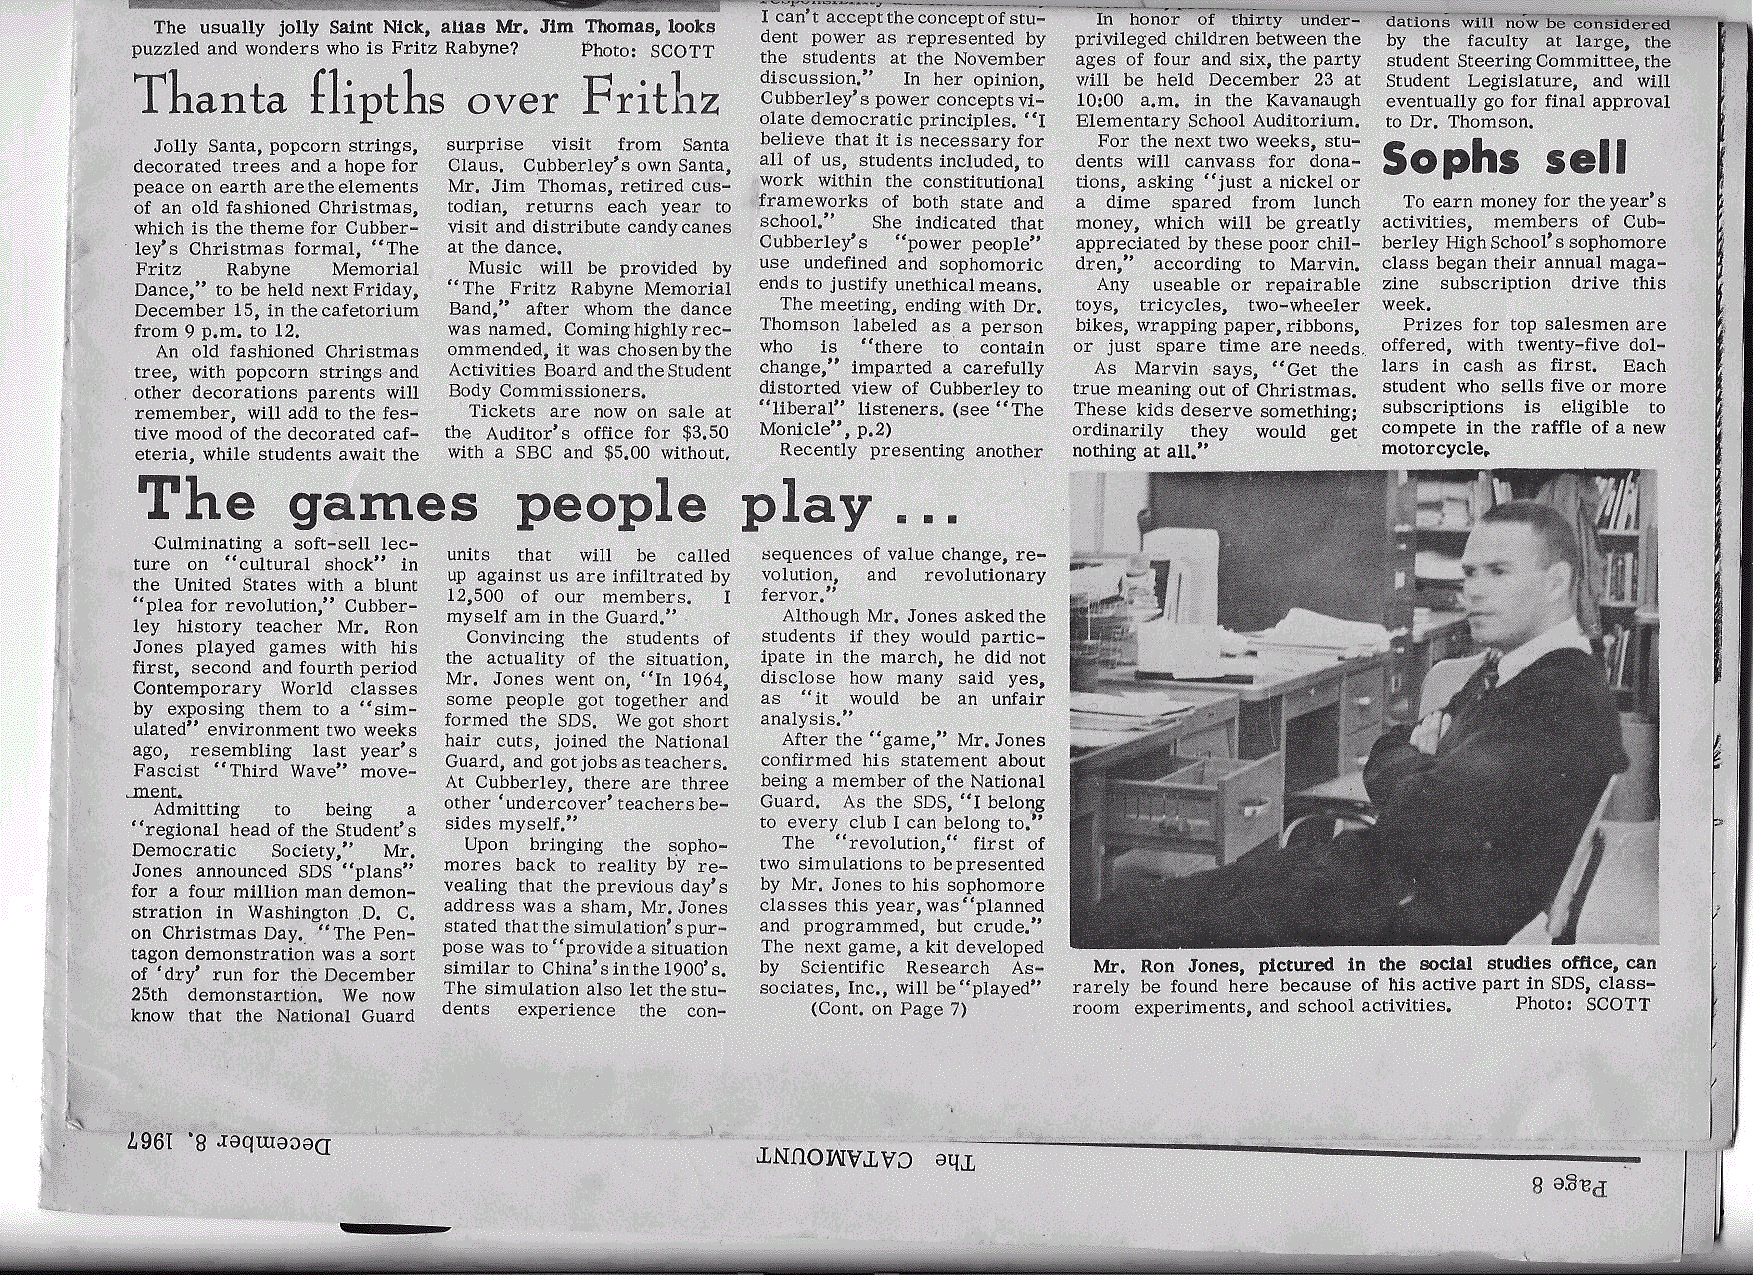 The usually jolly Saint Nick, alias Mr. Jim Thomas, looks
puzzled and wonders who is Fritz Rabyne? Photo: SCOTT
Thanta flipths over Frithz
Jolly Santa, popcorn strings,
decorated trees and a hope for
peace on earth are the elements
of an old fashioned Christmas,
which is the theme for Cubber-
ley's Christmas formal, "The
Fritz Rabyne Memorial
Dance," to be held next Friday,
December 15, in the cafetorium
from 9 p.m. to 12.
An old fashioned Christmas
tree, with popcorn strings and
other decorations parents will
remember, will add to the fes-
tive mood of the decorated caf-
eteria, while students await the
surprise visit from Santa
Claus. Cubberley's own Santa,
Mr. Jim Thomas, retired cus-
todian, returns each year to
visit and distribute candy canes
at the dance.
Music will be provided by
"The Fritz Rabyne Memorial
Band," after whom the dance
was named. Coming highly rec-
ommended, it was chosen by the
Activities Board and the Student
Body Commissioners.
Tickets are now on sale at
the Auditor's office for $3.50
with a SBC and $5.00 without.
I can't accept the concept of stu-
dent power as represented by
the students at the November
discussion." In her opinion,
Cubberley's power concepts vi-
olate democratic principles. "I
believe that it is necessary for
all of us, students included, to
work within the constitutional
frameworks of both state and
school." She indicated that
Cubberley's "power people"
use undefined and sophomoric
ends to justify unethical means.
The meeting, ending with Dr.
Thomson labeled as a person
who is "there to contain
change," imparted a carefully
distorted view of Cubberley to
"liberal" listeners. (see "The
Monicle", p.2)
Recently presenting another
In honor of thirty under-
privileged children between the
ages of four and six, the party
will be held December 23 at
10:00 a.m. in the Kavanaugh
Elementary School Auditorium.
For the next two weeks, stu-
dents will canvass for dona-
tions, asking "just a nickel or
a dime spared from lunch
money, which will be greatly
appreciated by these poor chil-
dren," according to Marvin.
Any useable or repairable
toys, tricycles, two-wheeler
bikes, wrapping paper, ribbons,
or just spare time are needs.
As Marvin says, "Get the
true meaning out of Christmas.
These kids deserve something;
ordinarily they would get
nothing at all."
dations will now be considered
by the faculty at large, the
student Steering Committee, the
Student Legislature, and will
eventually go for final approval
to Dr. Thomson.
Sophs sell
To earn money for the year's
activities, members of Cub-
berley High School's sophomore
class began their annual maga-
zine subscription drive this
week.
Prizes for top salesmen are
offered, with twenty-five dol-
lars in cash as first. Each
student who sells five or more
subscriptions is eligible to
compete in the raffle of a new
motorcycle.
The games people play ...
Culminating a soft-sell lec-
ture on "cultural shock" in
the United States with a blunt
"plea for revolution," Cubber-
ley history teacher Mr. Ron
Jones played games with his
first, second and fourth period
Contemporary World classes
by exposing them to a "sim-
ulated" environment two weeks
ago, resembling last year's
Fascist "Third Wave" move-
ment.
Admitting to being a
"regional head of the Student's
Democratic Society," Mr.
Jones announced SDS "plans"
for a four million man demon-
stration in Washington D. C.
on Christmas Day. "The Pen-
tagon demonstration was a sort
of 'dry' run for the December
25th demonstartion. We now
know that the National Guard
units that will be called
up against us are infiltrated by
12,500 of our members. I
myself am in the Guard."
Convincing the students of
the actuality of the situation,
Mr. Jones went on, "In 1964,
some people got together and
formed the SDS. We got short
hair cuts, joined the National
Guard, and got jobs as teachers.
At Cubberley, there are three
other 'undercover' teachers be-
sides myself."
Upon bringing the sopho-
mores back to reality by re-
vealing that the previous day's
address was a sham, Mr. Jones
stated that the simulation's pur-
pose was to "provide a situation
similar to China's in the 1900's.
The simulation also let the stu-
dents experience the con-
sequences of value change, re-
volution, and revolutionary
fervor."
Although Mr. Jones asked the
students if they would partic-
ipate in the march, he did not
disclose how many said yes,
as "it would be an unfair
analysis."
After the "game," Mr. Jones
confirmed his statement about
being a member of the National
Guard. As the SDS, "I belong
to every club I can belong to."
The "revolution," first of
two simulations to be presented
by Mr. Jones to his sophomore
classes this year, was "planned
and programmed, but crude."
The next game, a kit developed
by Scientific Research As-
sociates, Inc., will be "played"
(Cont. on Page 7)
Mr. Ron Jones, pictured in the social studies office, can
rarely be found here because of his active part in SDS, class-
room experiments, and school activities. Photo: SCOTT
December 8, 1967
The CATAMOUNT
Page 8